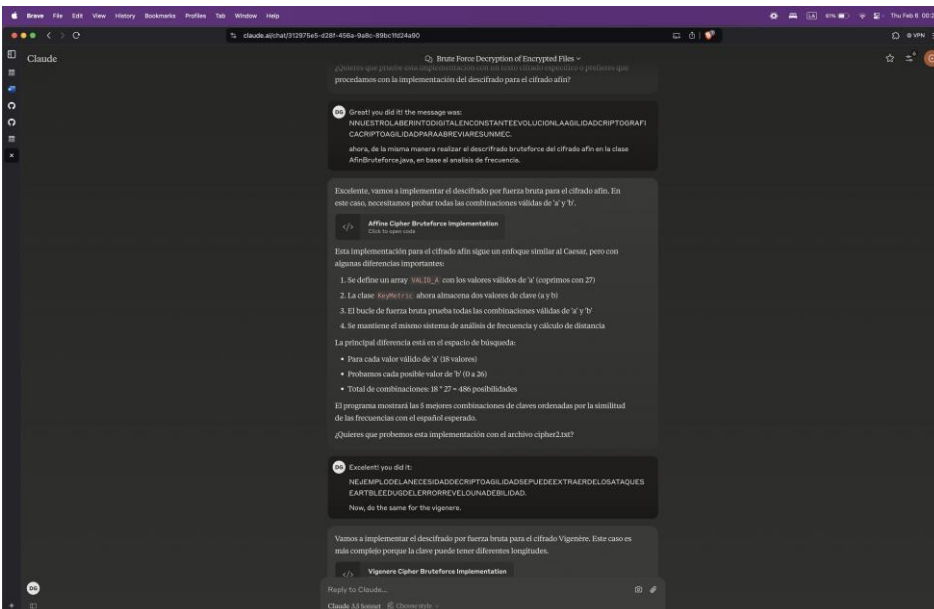 Brave File Edit View History Bookmarks Profiles Tab Window Help
61%
Thu Feb 6 00:2
claude.ai/chat/312975e5-d28f-456a-9a8c-89bc1fd24a90
VPN
Claude
Brute Force Decryption of Encrypted Files
¿Quieres que pruebe esta implementación con un texto cifrado específico o prefieres que
procedamos con la implementación del descifrado para el cifrado afín?
DG
Great! you did it! the message was:
NNUESTROLABERINTODIGITALENCONSTANTEEVOLUCIONLAAGILIDADCRIPTOGRAFI
CACRIPTOAGILIDADPARAABREVIARESUNMEC.
ahora, de la misma manera realizar el descrifrado bruteforce del cifrado afin en la clase
AfinBruteforce.java, en base al analisis de frecuencia.
Excelente, vamos a implementar el descifrado por fuerza bruta para el cifrado afín. En
este caso, necesitamos probar todas las combinaciones válidas de 'a' y 'b'.
Affine Cipher Bruteforce Implementation
Click to open code
Esta implementación para el cifrado afín sigue un enfoque similar al Caesar, pero con
algunas diferencias importantes:
1. Se define un array VALID_A con los valores válidos de 'a' (coprimos con 27)
2. La clase KeyMetric ahora almacena dos valores de clave (a y b)
3. El bucle de fuerza bruta prueba todas las combinaciones válidas de 'a' y 'b'
4. Se mantiene el mismo sistema de análisis de frecuencia y cálculo de distancia
La principal diferencia está en el espacio de búsqueda:
• Para cada valor válido de 'a' (18 valores)
• Probamos cada posible valor de 'b' (0 a 26)
• Total de combinaciones: 18 * 27 = 486 posibilidades
El programa mostrará las 5 mejores combinaciones de claves ordenadas por la similitud
de las frecuencias con el español esperado.
¿Quieres que probemos esta implementación con el archivo cipher2.txt?
DG
Excelent! you did it:
NEJEMPLODELANECESIDADDECRIPTOAGILIDADSEPUEDEEXTRAERDELOSATAQUES
EARTBLEEDUGDELERRORREVELOUNADEBILIDAD.
Now, do the same for the vigenere.
Vamos a implementar el descifrado por fuerza bruta para el cifrado Vigenère. Este caso es
más complejo porque la clave puede tener diferentes longitudes.
Vigenere Cipher Bruteforce Implementation
DG
Reply to Claude...
Claude 3.5 Sonnet Choose style